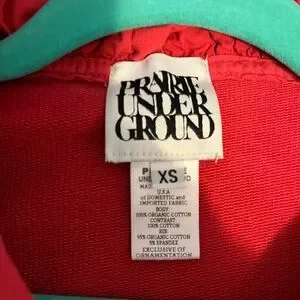 PRAIRIE
UNDER
GROUND
XS
MA
U.S.A
of DOMESTIC and
IMPORTED FABRIC
BODY:
100% ORGANIC COTTON
CONTRAST:
100% COTTON
RIB:
95% ORGANIC COTTON
5% SPANDEX
EXCLUSIVE OF
ORNAMENTATION